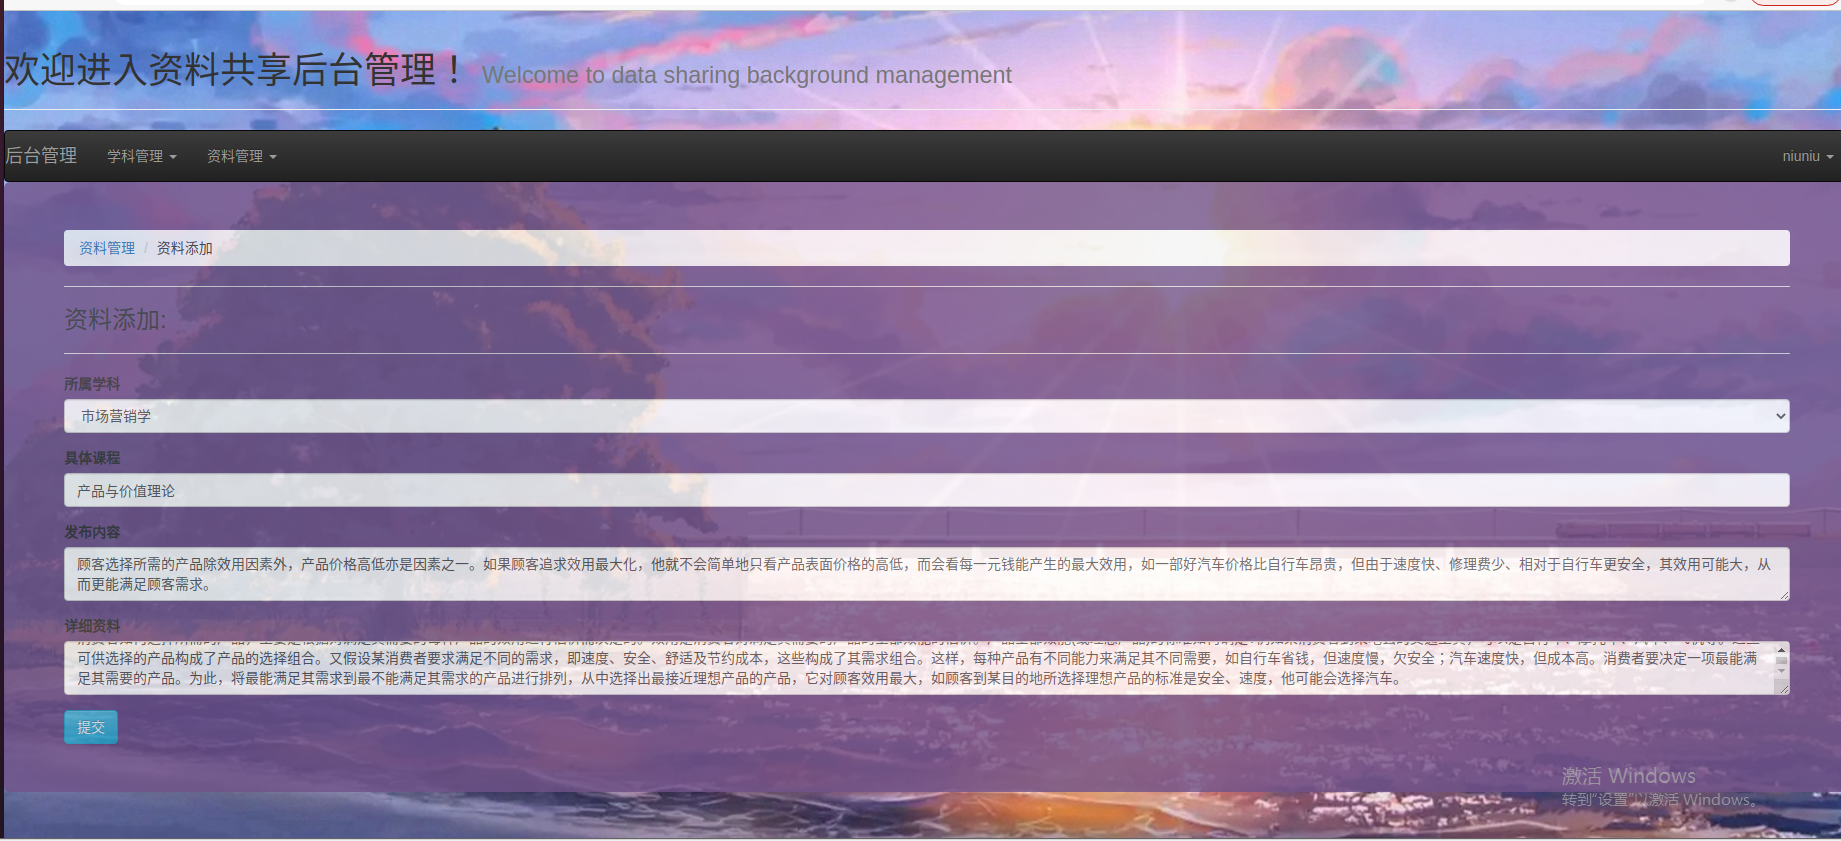 欢迎进入资料共享后台管理！ Welcome to data sharing background management
后台管理 学科管理 资料管理 niuniu
资料管理 / 资料添加
资料添加:
所属学科
市场营销学
具体课程
产品与价值理论
发布内容
顾客选择所需的产品除效用因素外，产品价格高低亦是因素之一。如果顾客追求效用最大化，他就不会简单地只看产品表面价格的高低，而会看每一元钱能产生的最大效用，如一部好汽车价格比自行车昂贵，但由于速度快、修理费少、相对于自行车更安全，其效用可能大，从
而更能满足顾客需求。
详细资料
可供选择的产品构成了产品的选择组合。又假设某消费者要求满足不同的需求，即速度、安全、舒适及节约成本，这些构成了其需求组合。这样，每种产品有不同能力来满足其不同需要，如自行车省钱，但速度慢，欠安全；汽车速度快，但成本高。消费者要决定一项最能满
足其需要的产品。为此，将最能满足其需求到最不能满足其需求的产品进行排列，从中选择出最接近理想产品的产品，它对顾客效用最大，如顾客到某目的地所选择理想产品的标准是安全、速度，他可能会选择汽车。
提交
激活 Windows
转到"设置"以激活 Windows。